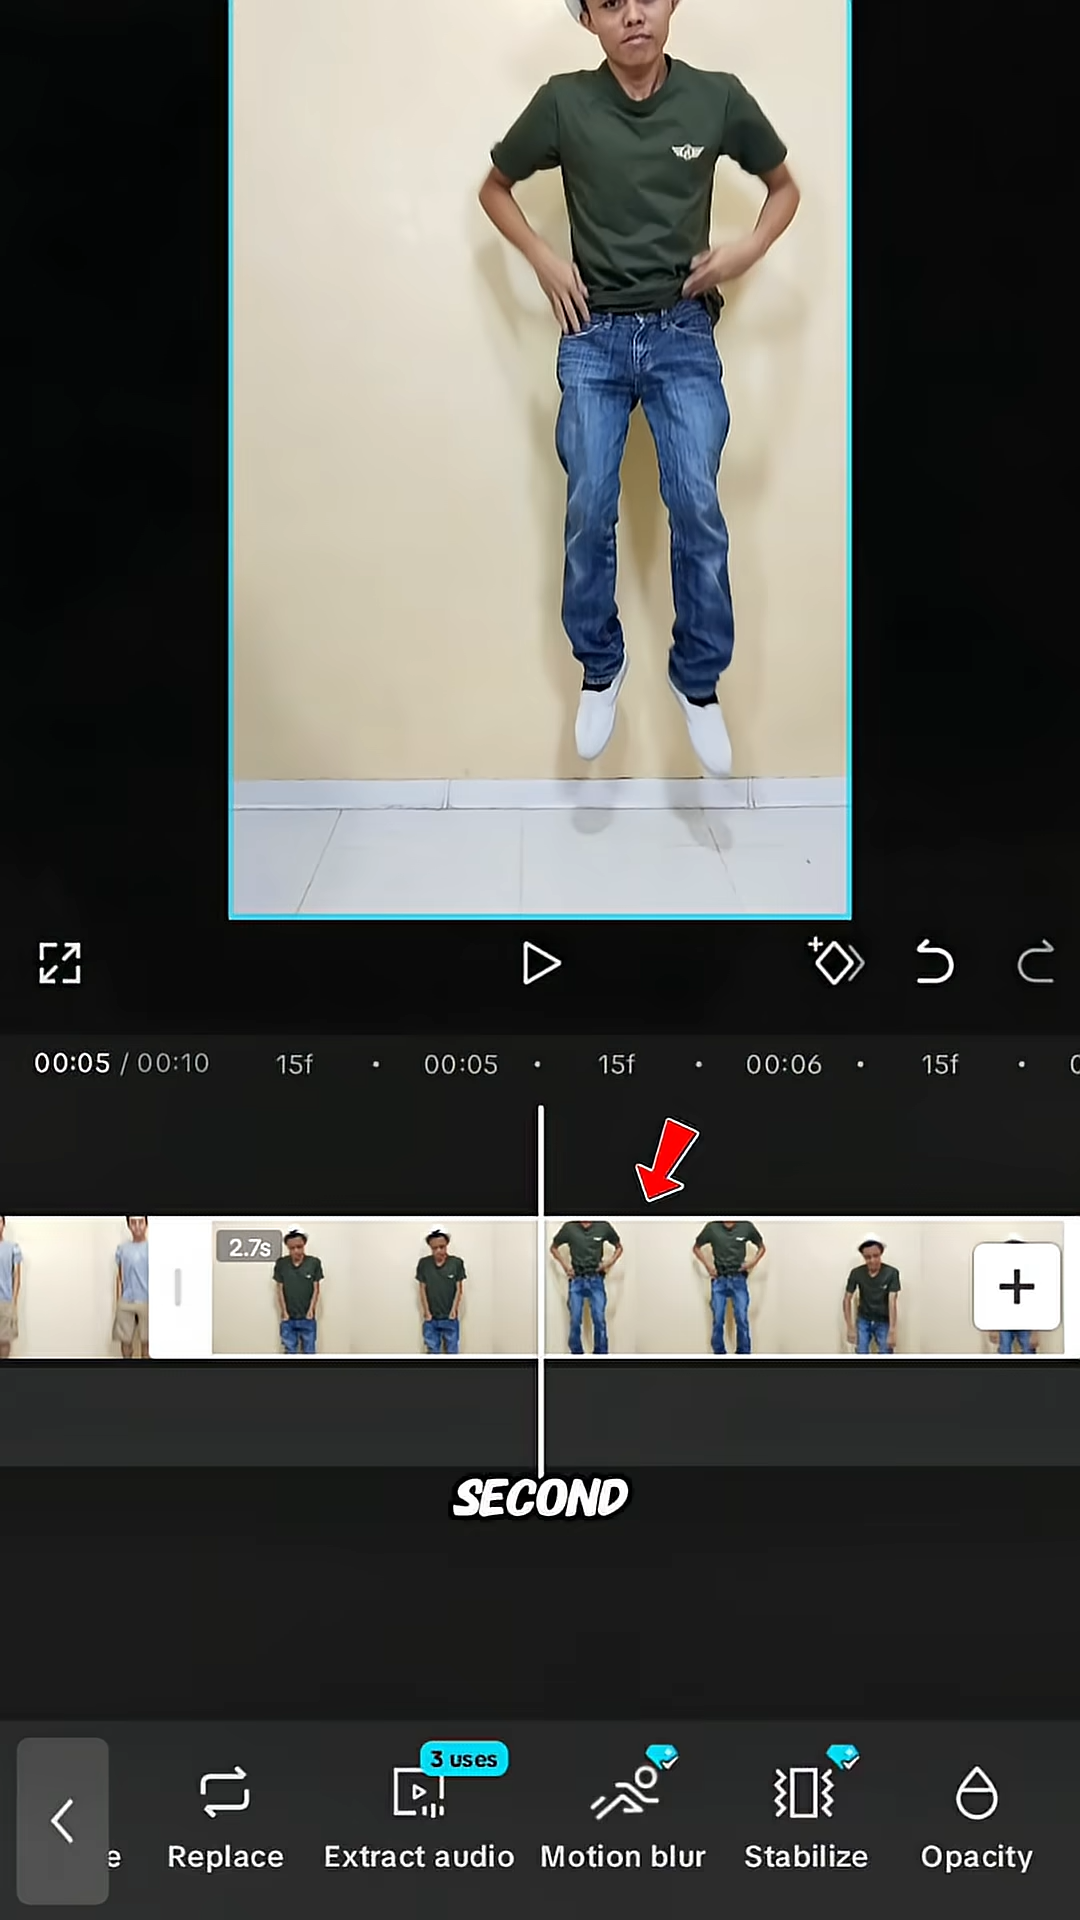 00:05 / 00:10 15f 00:05 15f 00:06 15f
2.7s
SECOND
3 uses
e Replace Extract audio Motion blur Stabilize Opacity